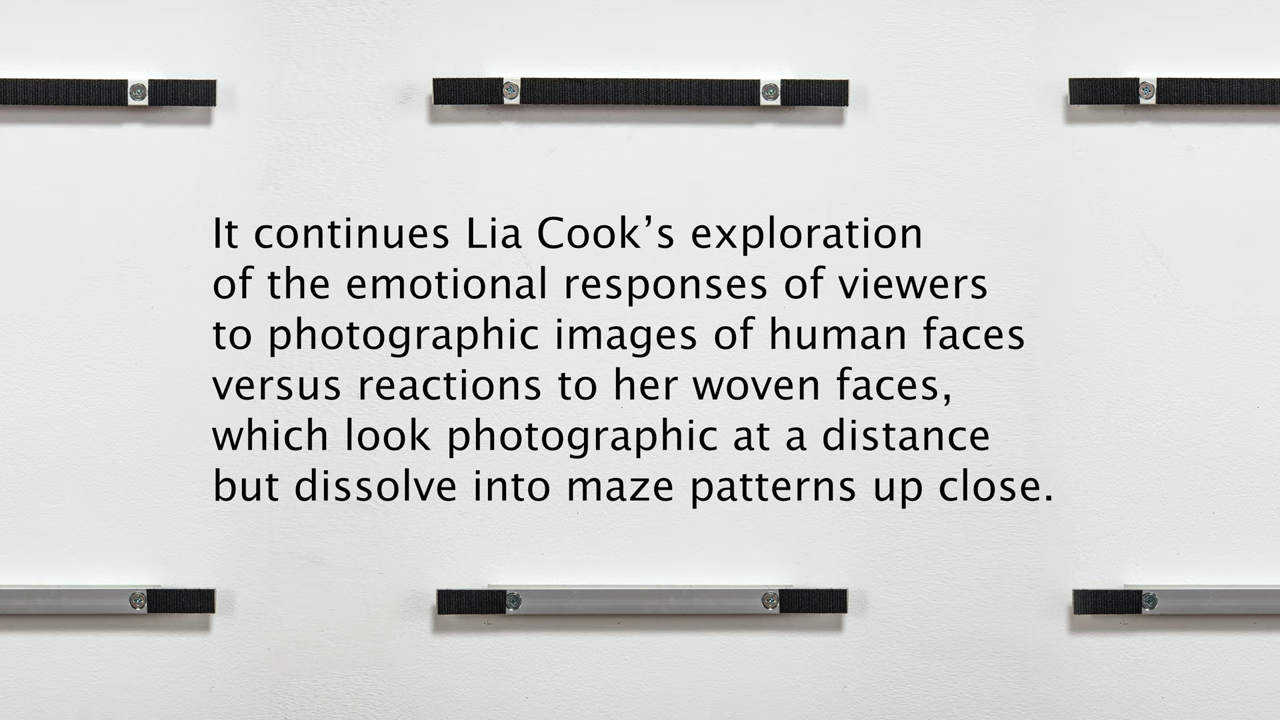 It continues Lia Cook’s exploration
of the emotional responses of viewers
to photographic images of human faces
versus reactions to her woven faces,
which look photographic at a distance
but dissolve into maze patterns up close.